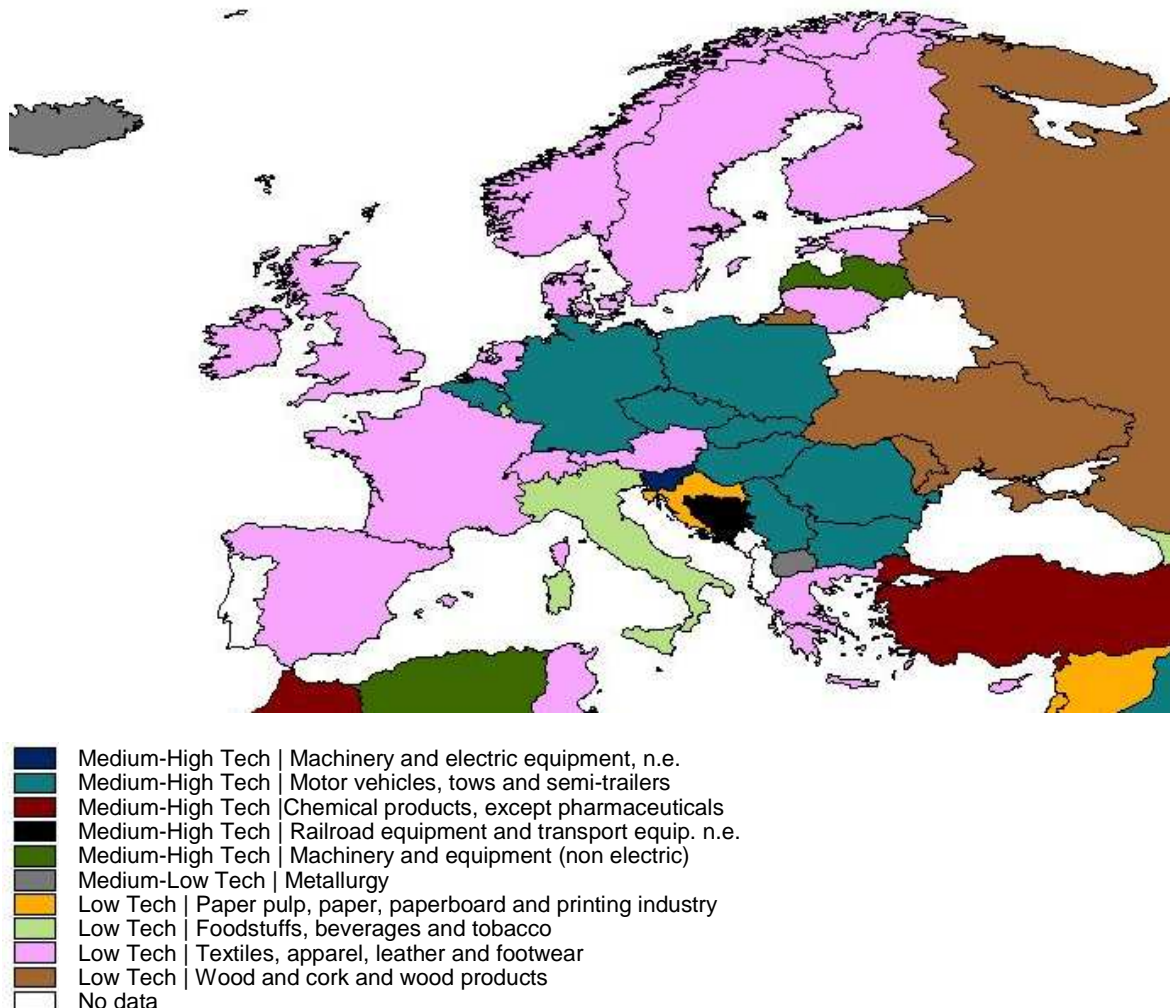 Medium-High Tech | Machinery and electric equipment, n.e.
Medium-High Tech | Motor vehicles, tows and semi-trailers
Medium-High Tech |Chemical products, except pharmaceuticals
Medium-High Tech | Railroad equipment and transport equip. n.e.
Medium-High Tech | Machinery and equipment (non electric)
Medium-Low Tech | Metallurgy
Low Tech | Paper pulp, paper, paperboard and printing industry
Low Tech | Foodstuffs, beverages and tobacco
Low Tech | Textiles, apparel, leather and footwear
Low Tech | Wood and cork and wood products
No data